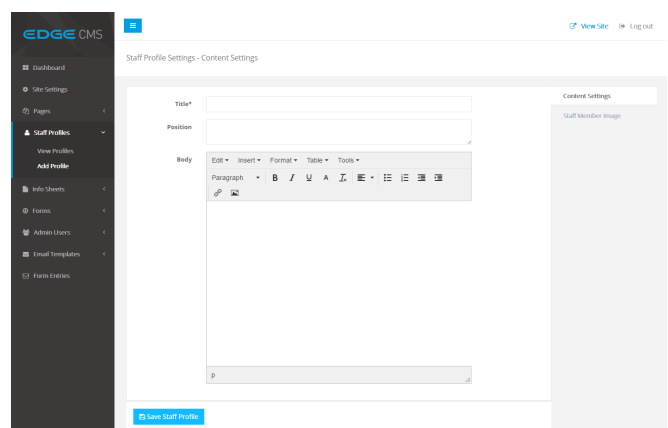 EDGE CMS
View Site
Log out
Staff Profile Settings - Content Settings
Dashboard
Site Settings
Pages
Staff Profiles
View Profiles
Add Profile
Info Sheets
Forms
Admin Users
Email Templates
Form Entries
Title*
Position
Body
Edit Insert Format Table Tools
Paragraph B I U A Tx
p
Content Settings
Staff Member Image
Save Staff Profile